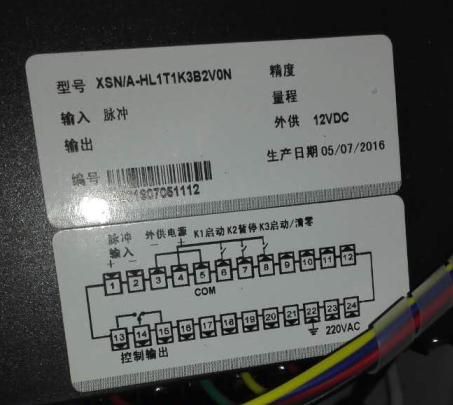 型号 XSN/A-HL1T1K3B2V0N 精度
输入 脉冲 量程
输出 外供 12VDC
编号 生产日期 05/07/2016
1907051112
脉冲 外供电源 K1启动 K2暂停 K3启动/清零
输入 - +
+ -
1 2 3 4 5 6 7 8 9 10 11 12
COM
13 14 15 16 17 18 19 20 21 22 23 24
控制输出 220VAC